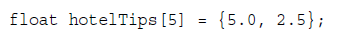 float hotelTips[5] = {5.0, 2.5};